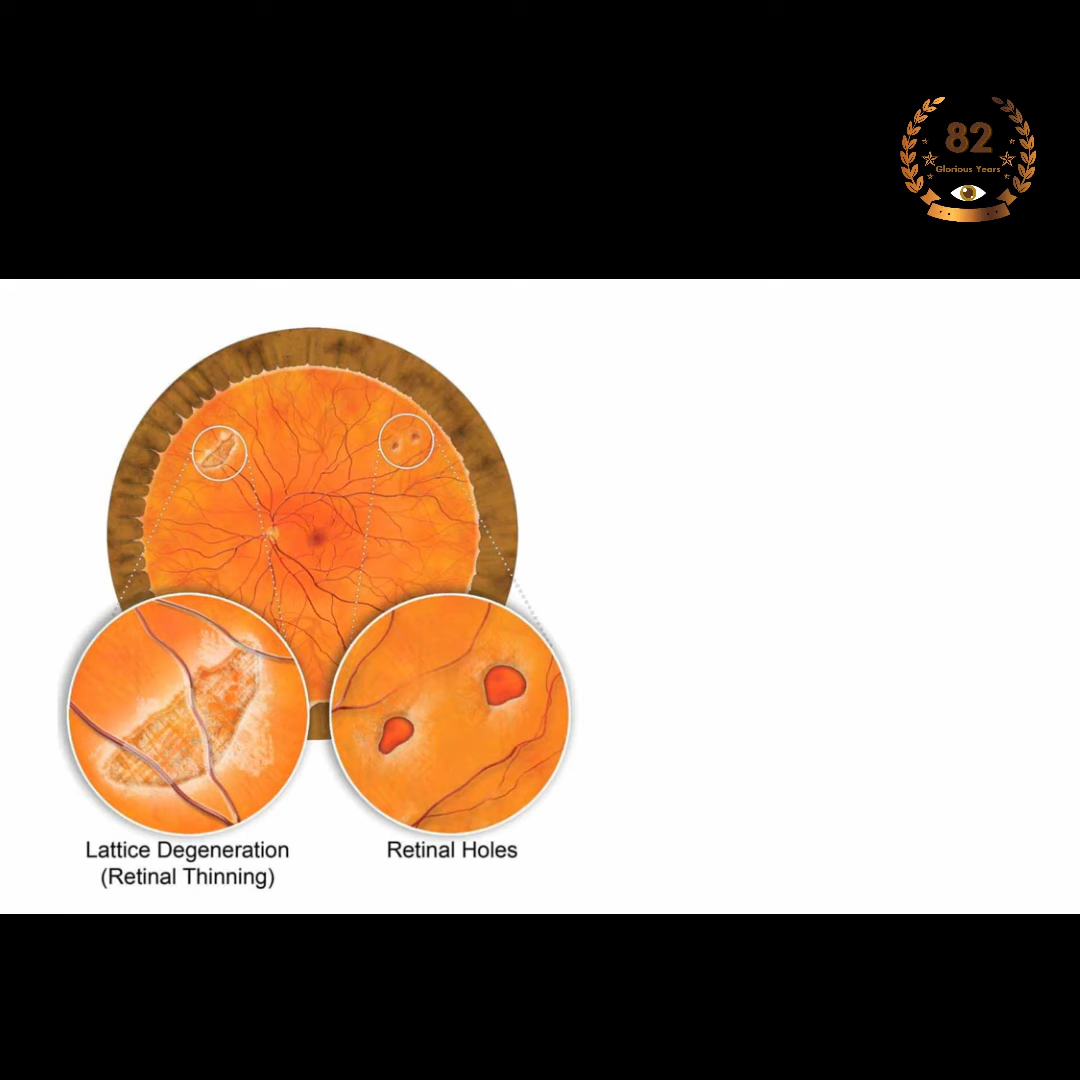 82
Glorious Years
Lattice Degeneration
(Retinal Thinning)
Retinal Holes